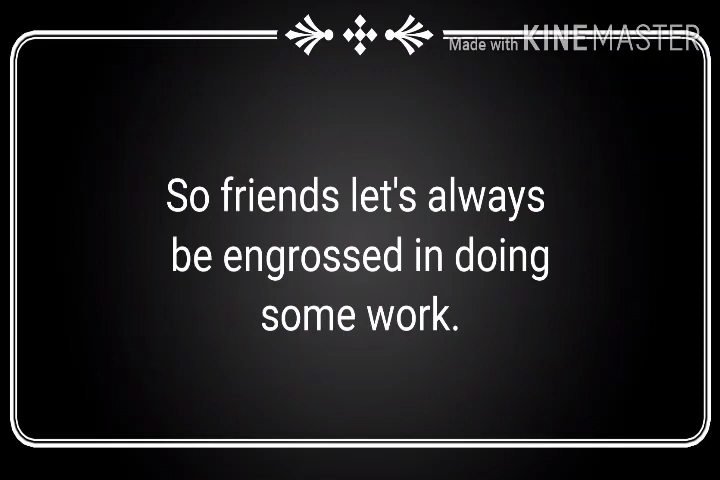 Made with KINEMASTER
So friends let's always
be engrossed in doing
some work.